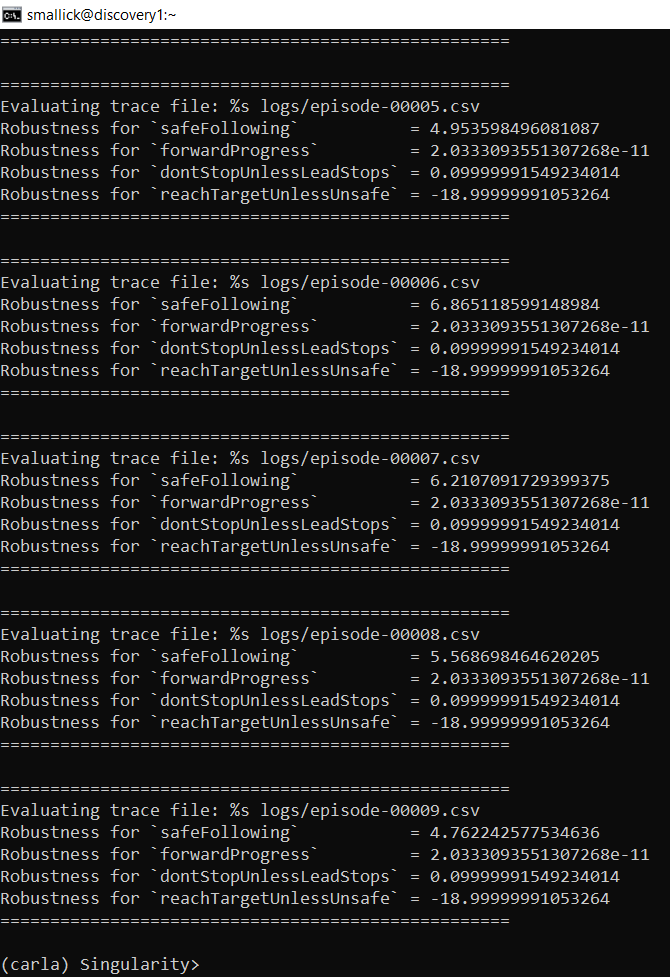 smallick@discovery1:~
===================================================
===================================================
Evaluating trace file: %s logs/episode-00005.csv
Robustness for `safeFollowing`           = 4.953598496081087
Robustness for `forwardProgress`         = 2.0333093551307268e-11
Robustness for `dontStopUnlessLeadStops` = 0.09999991549234014
Robustness for `reachTargetUnlessUnsafe` = -18.99999991053264
===================================================
===================================================
Evaluating trace file: %s logs/episode-00006.csv
Robustness for `safeFollowing`           = 6.865118599148984
Robustness for `forwardProgress`         = 2.0333093551307268e-11
Robustness for `dontStopUnlessLeadStops` = 0.09999991549234014
Robustness for `reachTargetUnlessUnsafe` = -18.99999991053264
===================================================
===================================================
Evaluating trace file: %s logs/episode-00007.csv
Robustness for `safeFollowing`           = 6.2107091729399375
Robustness for `forwardProgress`         = 2.0333093551307268e-11
Robustness for `dontStopUnlessLeadStops` = 0.09999991549234014
Robustness for `reachTargetUnlessUnsafe` = -18.99999991053264
===================================================
===================================================
Evaluating trace file: %s logs/episode-00008.csv
Robustness for `safeFollowing`           = 5.568698464620205
Robustness for `forwardProgress`         = 2.0333093551307268e-11
Robustness for `dontStopUnlessLeadStops` = 0.09999991549234014
Robustness for `reachTargetUnlessUnsafe` = -18.99999991053264
===================================================
===================================================
Evaluating trace file: %s logs/episode-00009.csv
Robustness for `safeFollowing`           = 4.762242577534636
Robustness for `forwardProgress`         = 2.0333093551307268e-11
Robustness for `dontStopUnlessLeadStops` = 0.09999991549234014
Robustness for `reachTargetUnlessUnsafe` = -18.99999991053264
===================================================
(carla) Singularity>